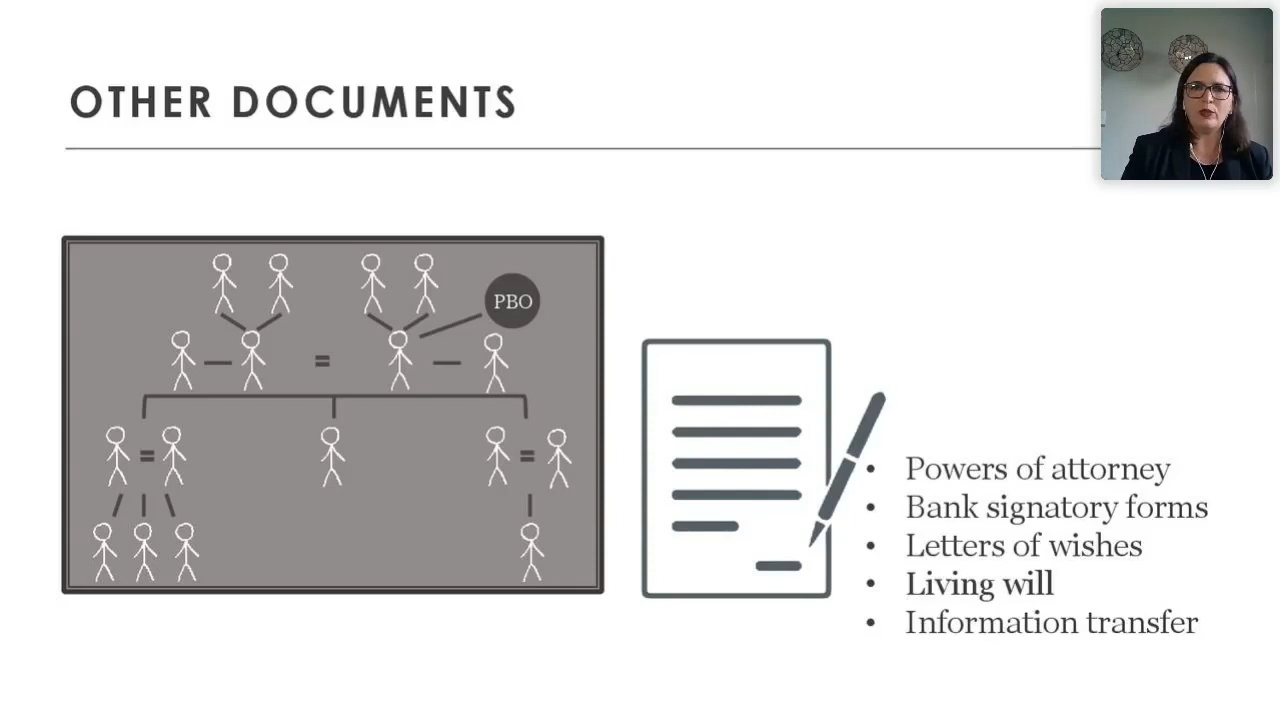 OTHER DOCUMENTS
PBO
• Powers of attorney
• Bank signatory forms
• Letters of wishes
• Living will
• Information transfer